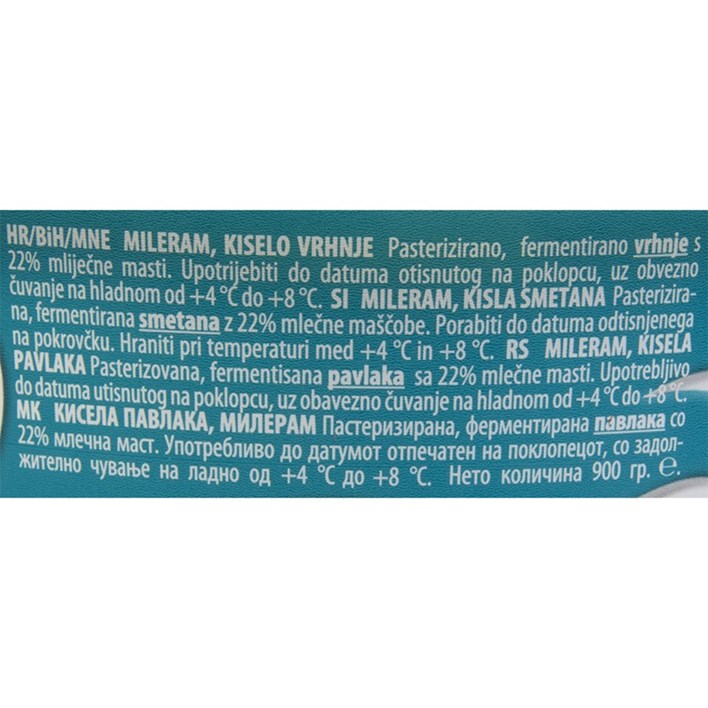 HR/BiH/MNE MILERAM, KISELO VRHNJE Pasterizirano, fermentirano vrhnje s
22% mliječne masti. Upotrijebiti do datuma otisnutog na poklopcu, uz obvezno
čuvanje na hladnom od +4 °C do +8 °C. SI MILERAM, KISLA SMETANA Pasterizira-
na, fermentirana smetana z 22% mlečne maščobe. Porabiti do datuma odtisnjenega
na pokrovčku. Hraniti pri temperaturi med +4 °C in +8 °C. RS MILERAM, KISELA
PAVLAKA Pasterizovana, fermentisana pavlaka sa 22% mlečne masti. Upotrebljivo
do datuma utisnutog na poklopcu, uz obavezno čuvanje na hladnom od +4 °C do +8 °C.
МК КИСЕЛА ПАВЛАКА, МИЛЕРАМ Пастеризирана, ферментирана павлака со
22% млечна маст. Употребливо до датумот отпечатен на поклопецот, со задол-
жително чување на ладно од +4 °C до +8 °C. Нето количина 900 гр. ℮.